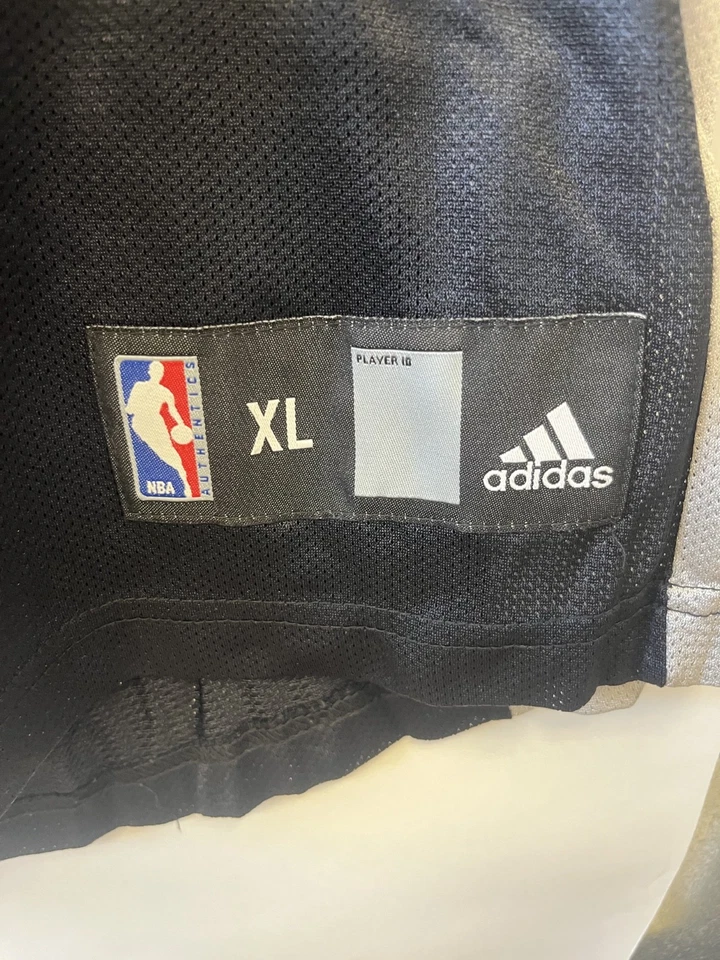 NBA
AUTHENTICS
XL
PLAYER ID
adidas